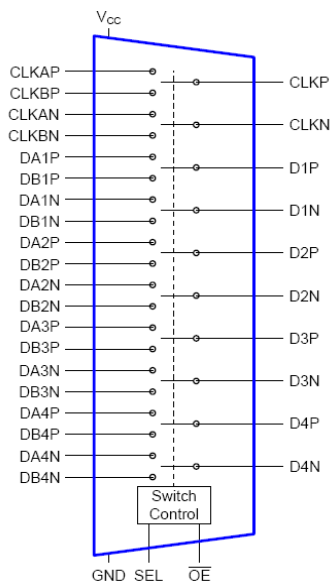 VCC
CLKAP
CLKBP
CLKAN
CLKBN
DA1P
DB1P
DA1N
DB1N
DA2P
DB2P
DA2N
DB2N
DA3P
DB3P
DA3N
DB3N
DA4P
DB4P
DA4N
DB4N
CLKP
CLKN
D1P
D1N
D2P
D2N
D3P
D3N
D4P
D4N
Switch
Control
GND SEL OE